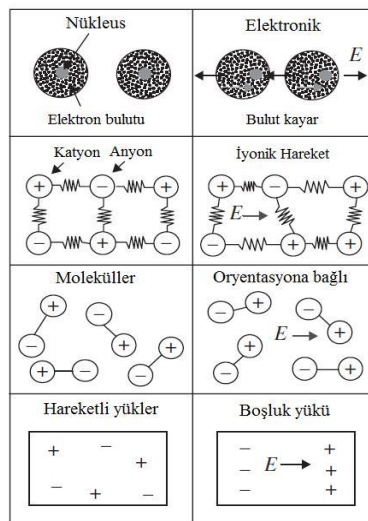 Nükleus
Elektron bulutu
Elektronik
E
Bulut kayar
Katyon Anyon
+ − +
− + −
İyonik Hareket
+ − +
E
− + −
Moleküller
+ −
− +
+ − − +
Oryentasyona bağlı
− + −
E +
− + − +
Hareketli yükler
+ − +
− + −
Boşluk yükü
− +
− E +
− +